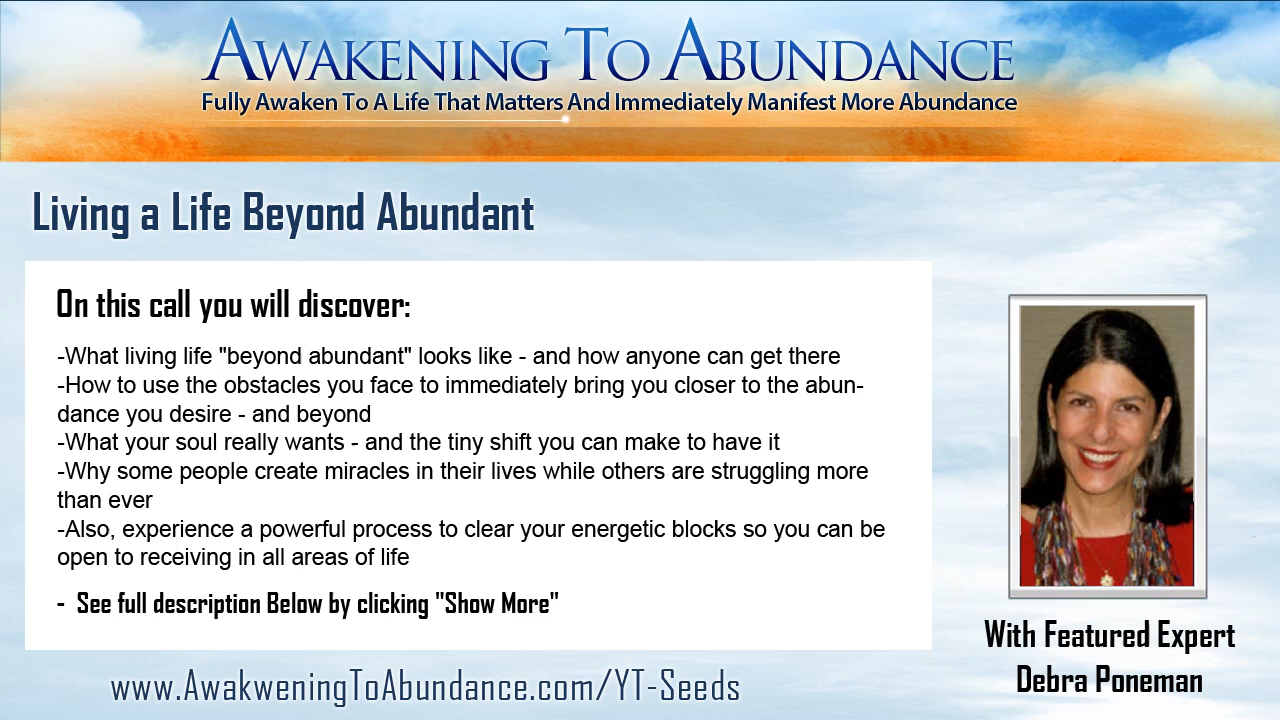 Awakening To Abundance
Fully Awaken To A Life That Matters And Immediately Manifest More Abundance
Living a Life Beyond Abundant
On this call you will discover:
-What living life "beyond abundant" looks like - and how anyone can get there
-How to use the obstacles you face to immediately bring you closer to the abun-
dance you desire - and beyond
-What your soul really wants - and the tiny shift you can make to have it
-Why some people create miracles in their lives while others are struggling more
than ever
-Also, experience a powerful process to clear your energetic blocks so you can be
open to receiving in all areas of life
- See full description Below by clicking "Show More"
www.AwakweningToAbundance.com/YT-Seeds
With Featured Expert
Debra Poneman